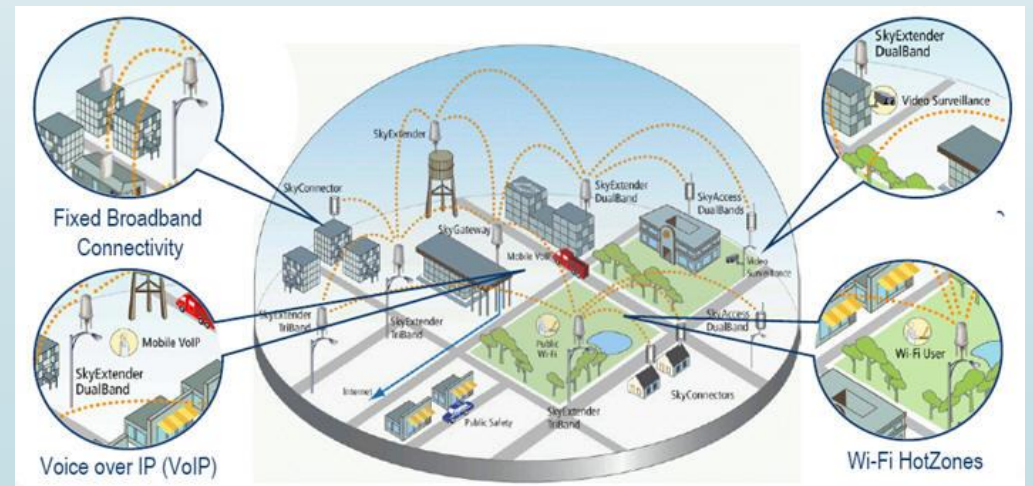 SkyExtender
DualBand
Video Surveillance
Fixed Broadband
Connectivity
SkyExtender
SkyConnector
SkyExtender
DualBand
SkyAccess
DualBands
SkyGateway
Mobile VoIP
Video
Surveillance
SkyExtender
TriBand
SkyExtender
TriBand
Public
Wi-Fi
SkyAccess
DualBand
Internet
Public Safety
SkyExtender
TriBand
SkyConnectors
Mobile VoIP
SkyExtender
DualBand
Voice over IP (VoIP)
Wi-Fi User
Wi-Fi HotZones